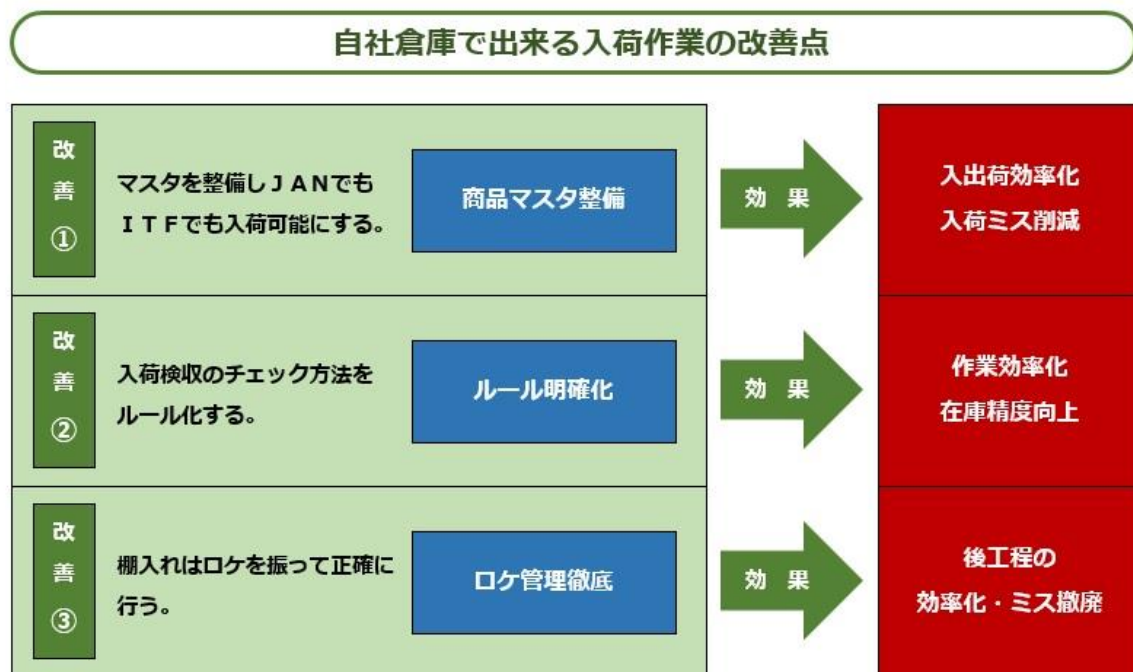 自社倉庫で出来る入荷作業の改善点
改善①
マスタを整備しＪＡＮでも
ＩＴＦでも入荷可能にする。
商品マスタ整備
効 果
入出荷効率化
入荷ミス削減
改善②
入荷検収のチェック方法を
ルール化する。
ルール明確化
効 果
作業効率化
在庫精度向上
改善③
棚入れはロケを振って正確に
行う。
ロケ管理徹底
効 果
後工程の
効率化・ミス撤廃